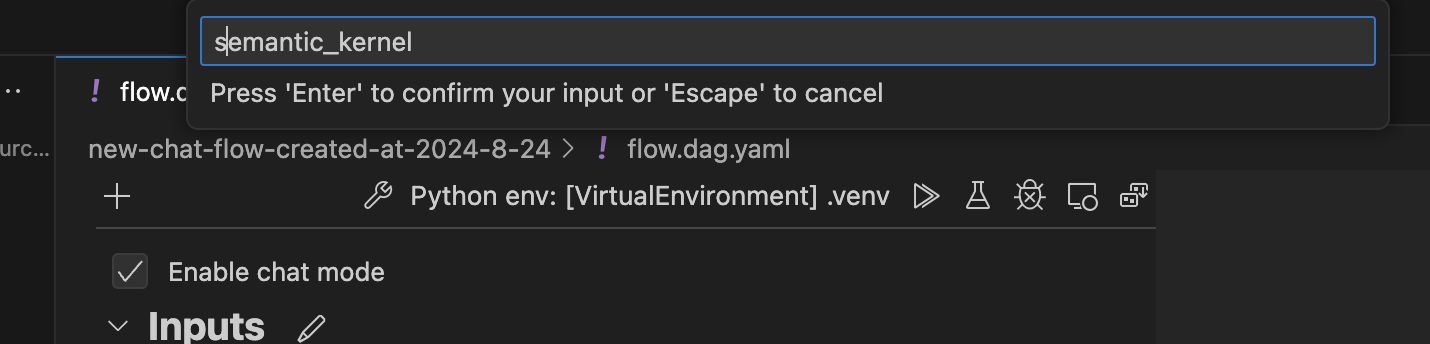 semantic_kernel
Press 'Enter' to confirm your input or 'Escape' to cancel
! flow.d
urc...
new-chat-flow-created-at-2024-8-24 > ! flow.dag.yaml
Python env: [VirtualEnvironment] .venv
Enable chat mode
Inputs